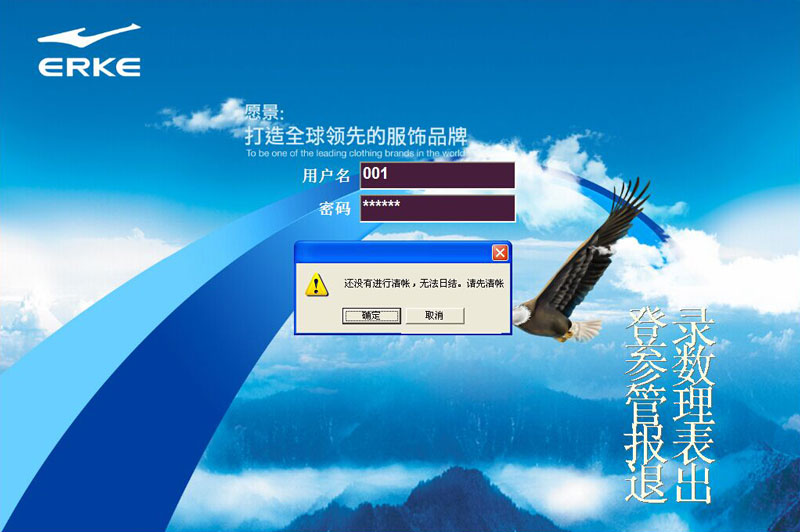 ERKE
愿景:
打造全球领先的服饰品牌
To be one of the leading clothing brands in the world
用户名 001
密码 ******
还没有进行清帐，无法日结。请先清帐
确定 取消
登录
参数
管理
报表
退出